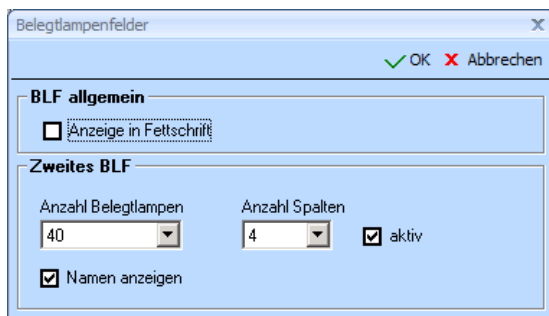 Belegtlampenfelder
OK Abbrechen
BLF allgemein
Anzeige in Fettschrift
Zweites BLF
Anzahl Belegtlampen Anzahl Spalten
40 4 aktiv
Namen anzeigen